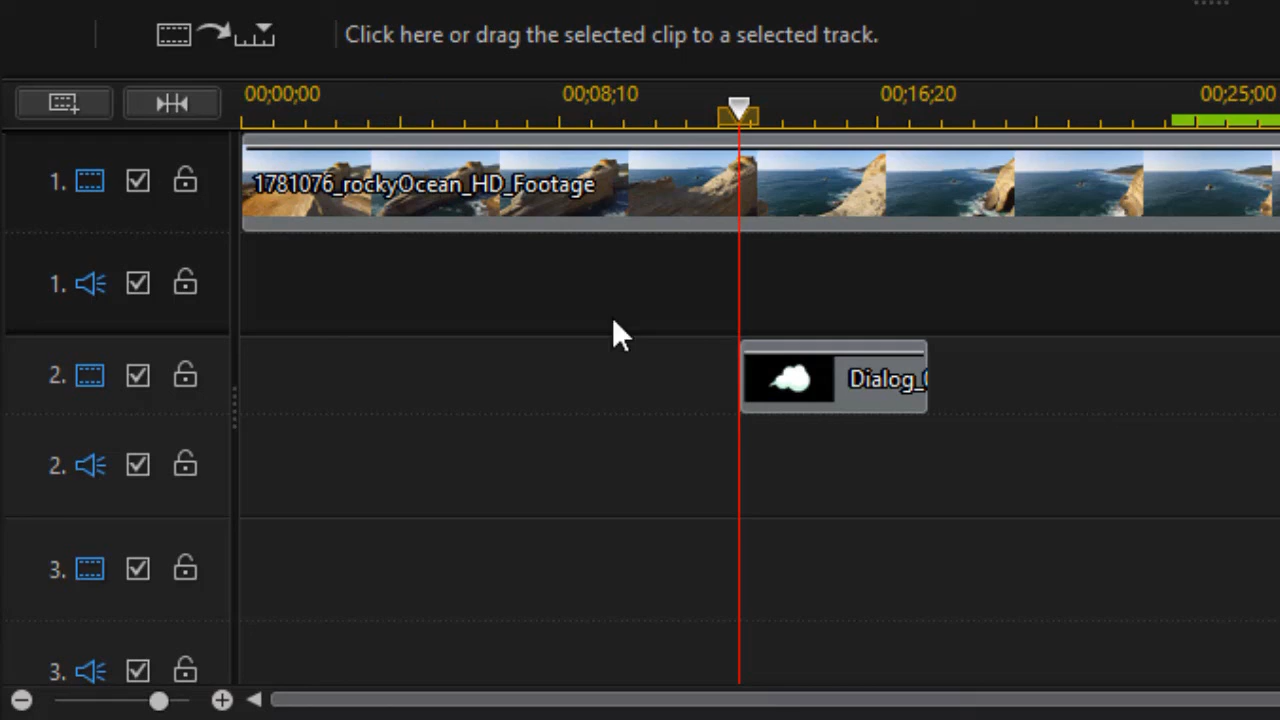 Click here or drag the selected clip to a selected track.
00;00;00 00;08;10 00;16;20 00;25;00
1. 1781076_rockyOcean_HD_Footage
1.
2. Dialog_
2.
3.
3.